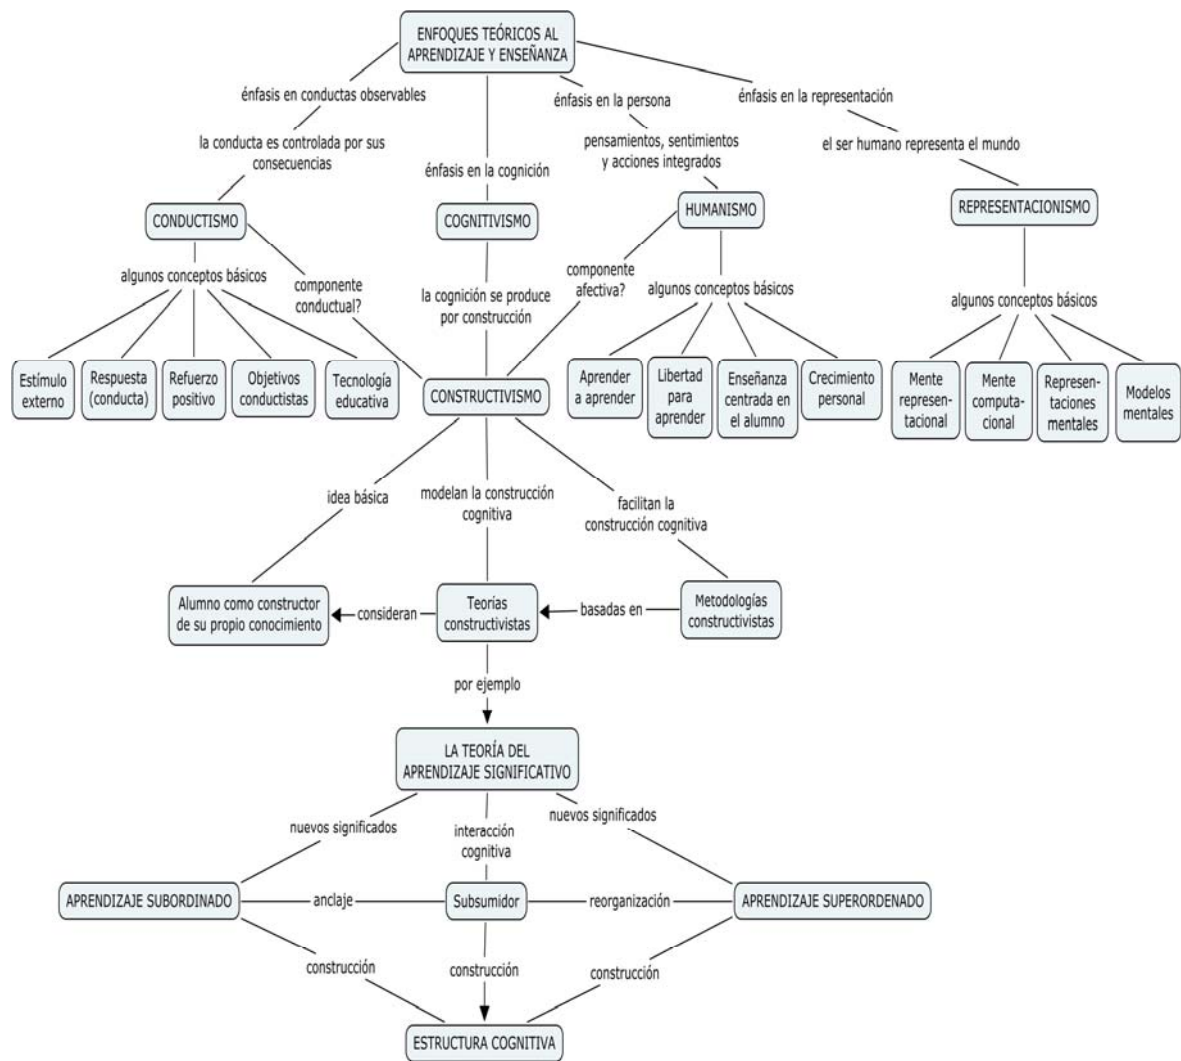 ENFOQUES TEÓRICOS AL
APRENDIZAJE Y ENSEÑANZA
énfasis en conductas observables
énfasis en la persona
énfasis en la representación
la conducta es controlada por sus
consecuencias
énfasis en la cognición
pensamientos, sentimientos
y acciones integrados
el ser humano representa el mundo
CONDUCTISMO
COGNITIVISMO
HUMANISMO
REPRESENTACIONISMO
algunos conceptos básicos
componente
conductual?
la cognición se produce
por construcción
componente
afectiva?
algunos conceptos básicos
algunos conceptos básicos
Estímulo
externo
Respuesta
(conducta)
Refuerzo
positivo
Objetivos
conductistas
Tecnología
educativa
CONSTRUCTIVISMO
Aprender
a aprender
Libertad
para
aprender
Enseñanza
centrada en
el alumno
Crecimiento
personal
Mente
represen-
tacional
Mente
computa-
cional
Represen-
taciones
mentales
Modelos
mentales
idea básica
modelan la construcción
cognitiva
facilitan la
construcción cognitiva
Alumno como constructor
de su propio conocimiento
consideran
Teorías
constructivistas
basadas en
Metodologías
constructivistas
por ejemplo
LA TEORÍA DEL
APRENDIZAJE SIGNIFICATIVO
nuevos significados
interacción
cognitiva
nuevos significados
APRENDIZAJE SUBORDINADO
anclaje
Subsumidor
reorganización
APRENDIZAJE SUPERORDENADO
construcción
construcción
construcción
ESTRUCTURA COGNITIVA